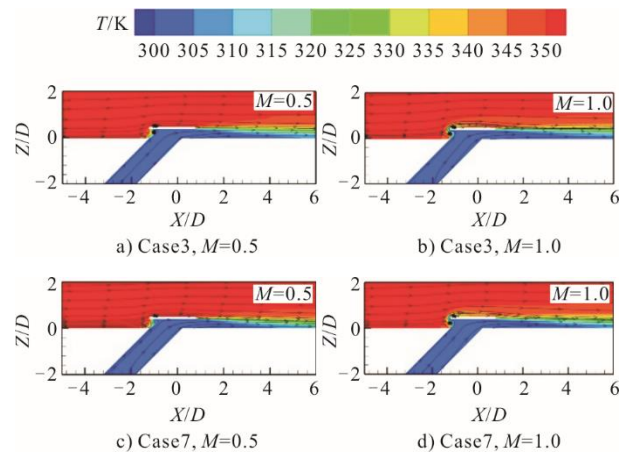 T/K
300 305 310 315 320 325 330 335 340 345 350
2
0
−2
Z/D
M=0.5
−4 −2 0 2 4 6
X/D
a) Case3, M=0.5
2
0
−2
Z/D
M=1.0
−4 −2 0 2 4 6
X/D
b) Case3, M=1.0
2
0
−2
Z/D
M=0.5
−4 −2 0 2 4 6
X/D
c) Case7, M=0.5
2
0
−2
Z/D
M=1.0
−4 −2 0 2 4 6
X/D
d) Case7, M=1.0